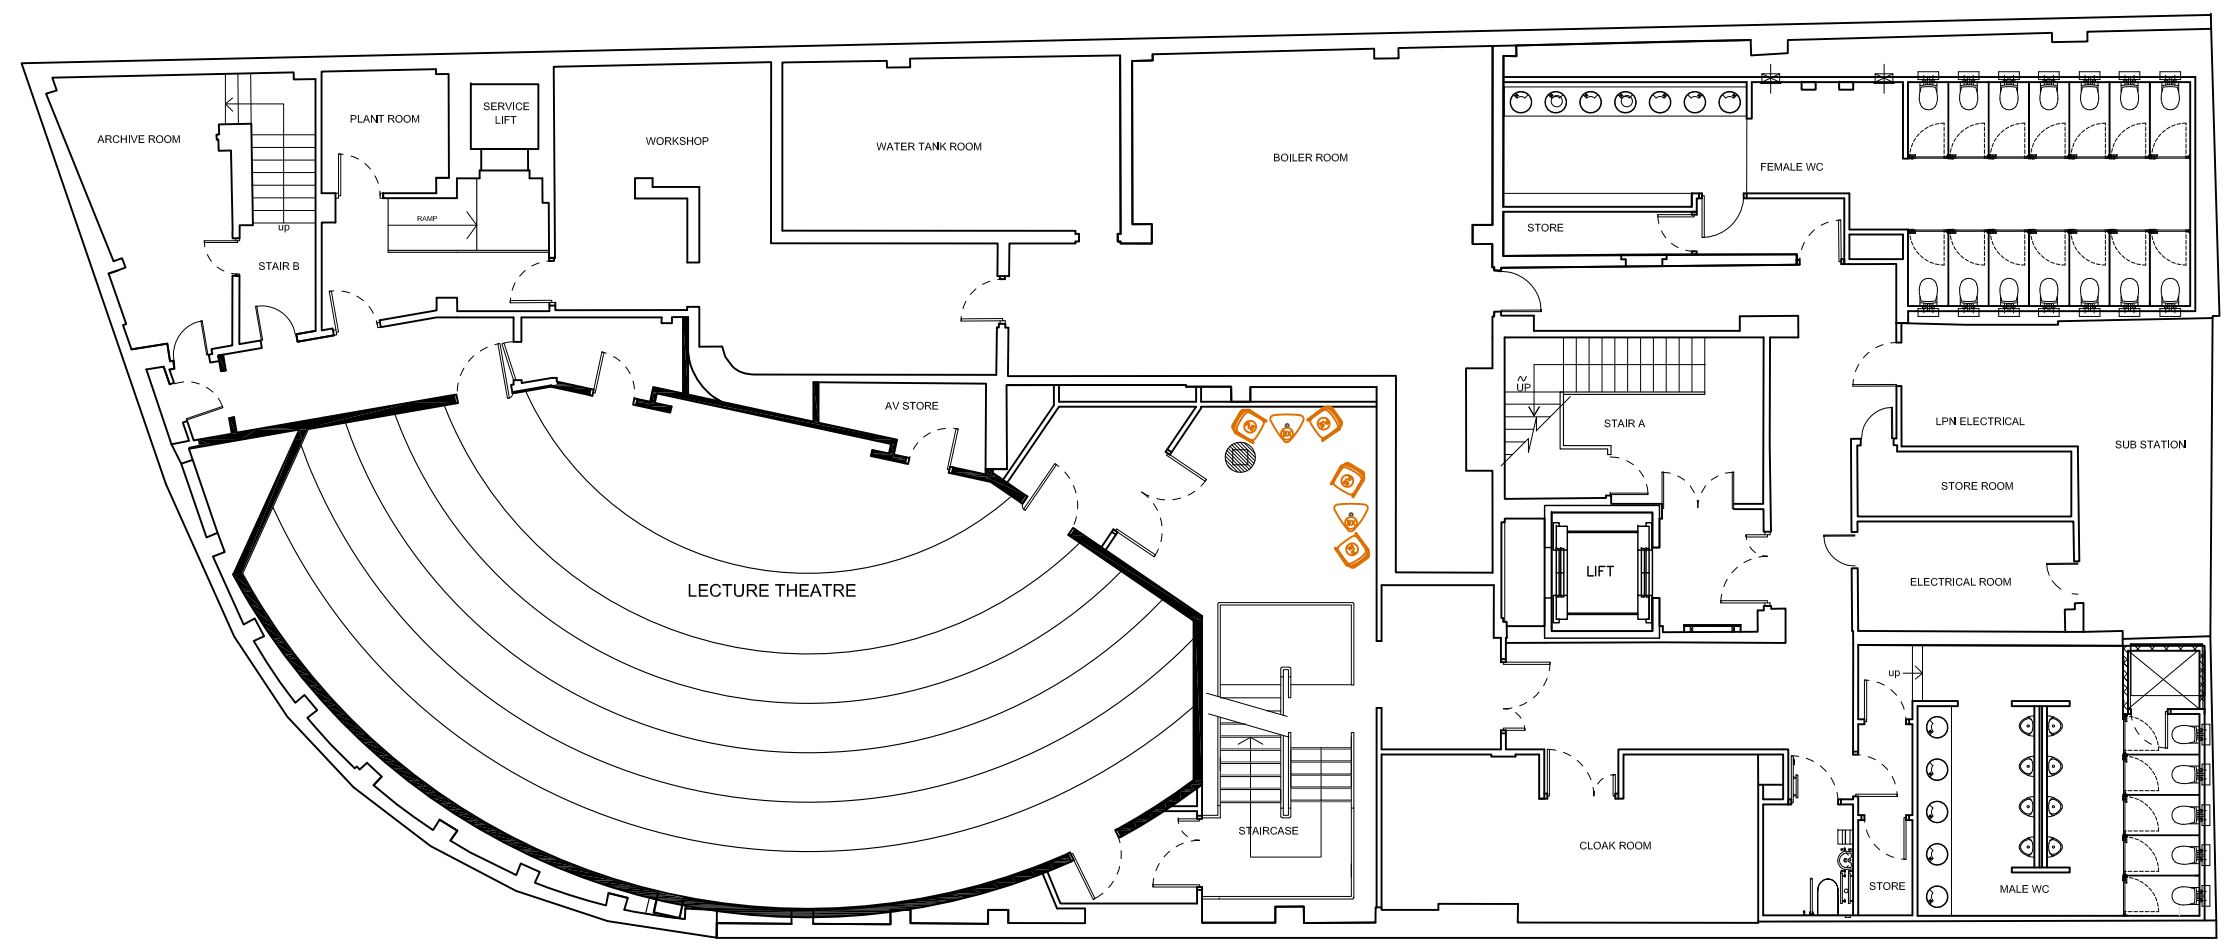 SERVICE
LIFT
PLANT ROOM
ARCHIVE ROOM
WORKSHOP
WATER TANK ROOM
BOILER ROOM
FEMALE WC
RAMP
up
STORE
STAIR B
UP
AV STORE
STAIR A
LPN ELECTRICAL
SUB STATION
STORE ROOM
LIFT
ELECTRICAL ROOM
LECTURE THEATRE
up
STAIRCASE
CLOAK ROOM
STORE
MALE WC